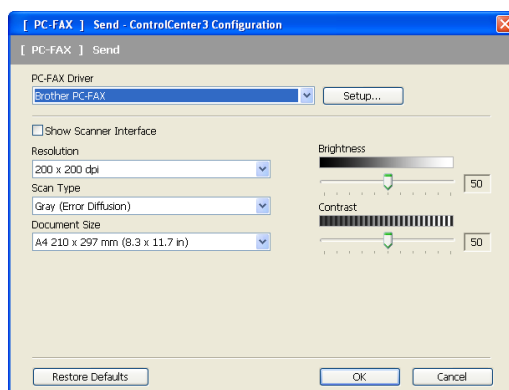 [ PC-FAX ] Send - ControlCenter3 Configuration
[ PC-FAX ] Send
PC-FAX Driver
Brother PC-FAX
Setup...
Show Scanner Interface
Resolution
200 x 200 dpi
Scan Type
Gray (Error Diffusion)
Document Size
A4 210 x 297 mm (8.3 x 11.7 in)
Brightness
50
Contrast
50
Restore Defaults
OK
Cancel